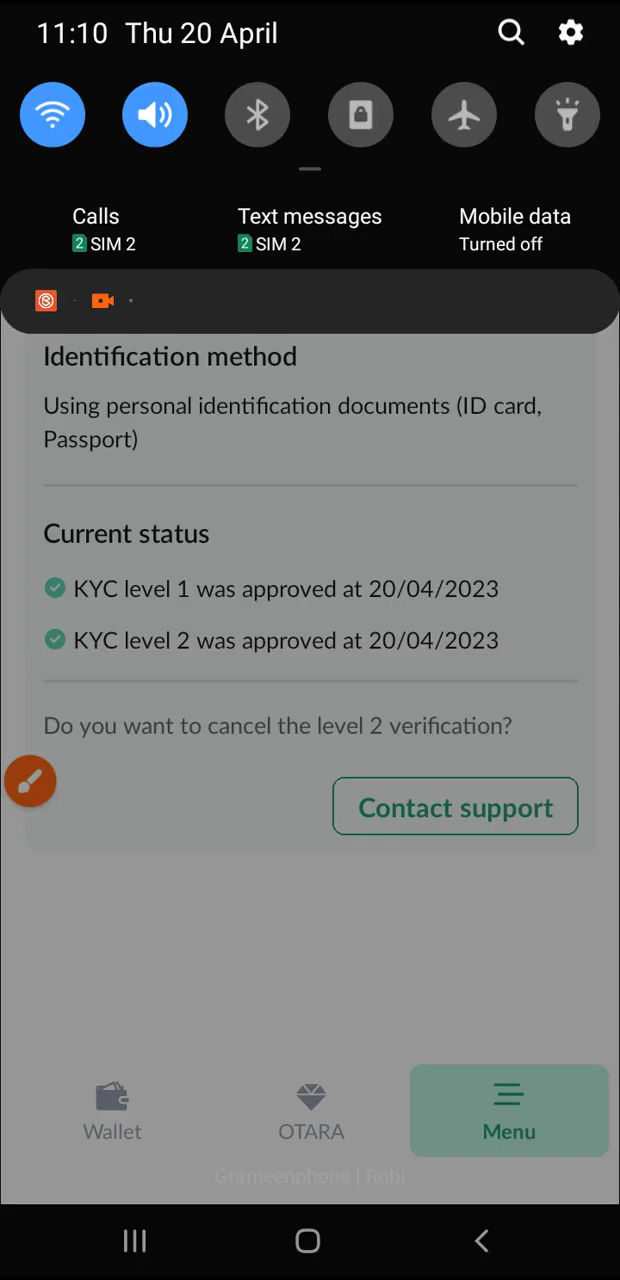 11:10 Thu 20 April
Calls
2 SIM 2
Text messages
2 SIM 2
Mobile data
Turned off
Identification method
Using personal identification documents (ID card,
Passport)
Current status
KYC level 1 was approved at 20/04/2023
KYC level 2 was approved at 20/04/2023
Do you want to cancel the level 2 verification?
Contact support
Wallet
OTARA
Menu
Grameenphone | Robi